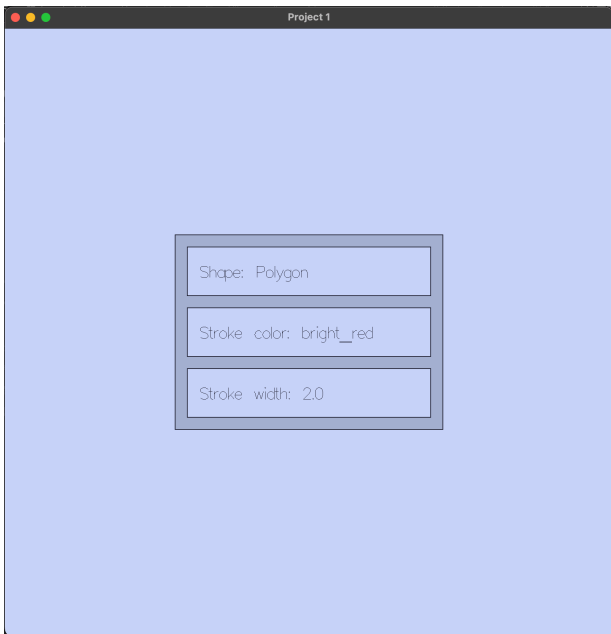 Project 1
Shape: Polygon
Stroke color: bright_red
Stroke width: 2.0